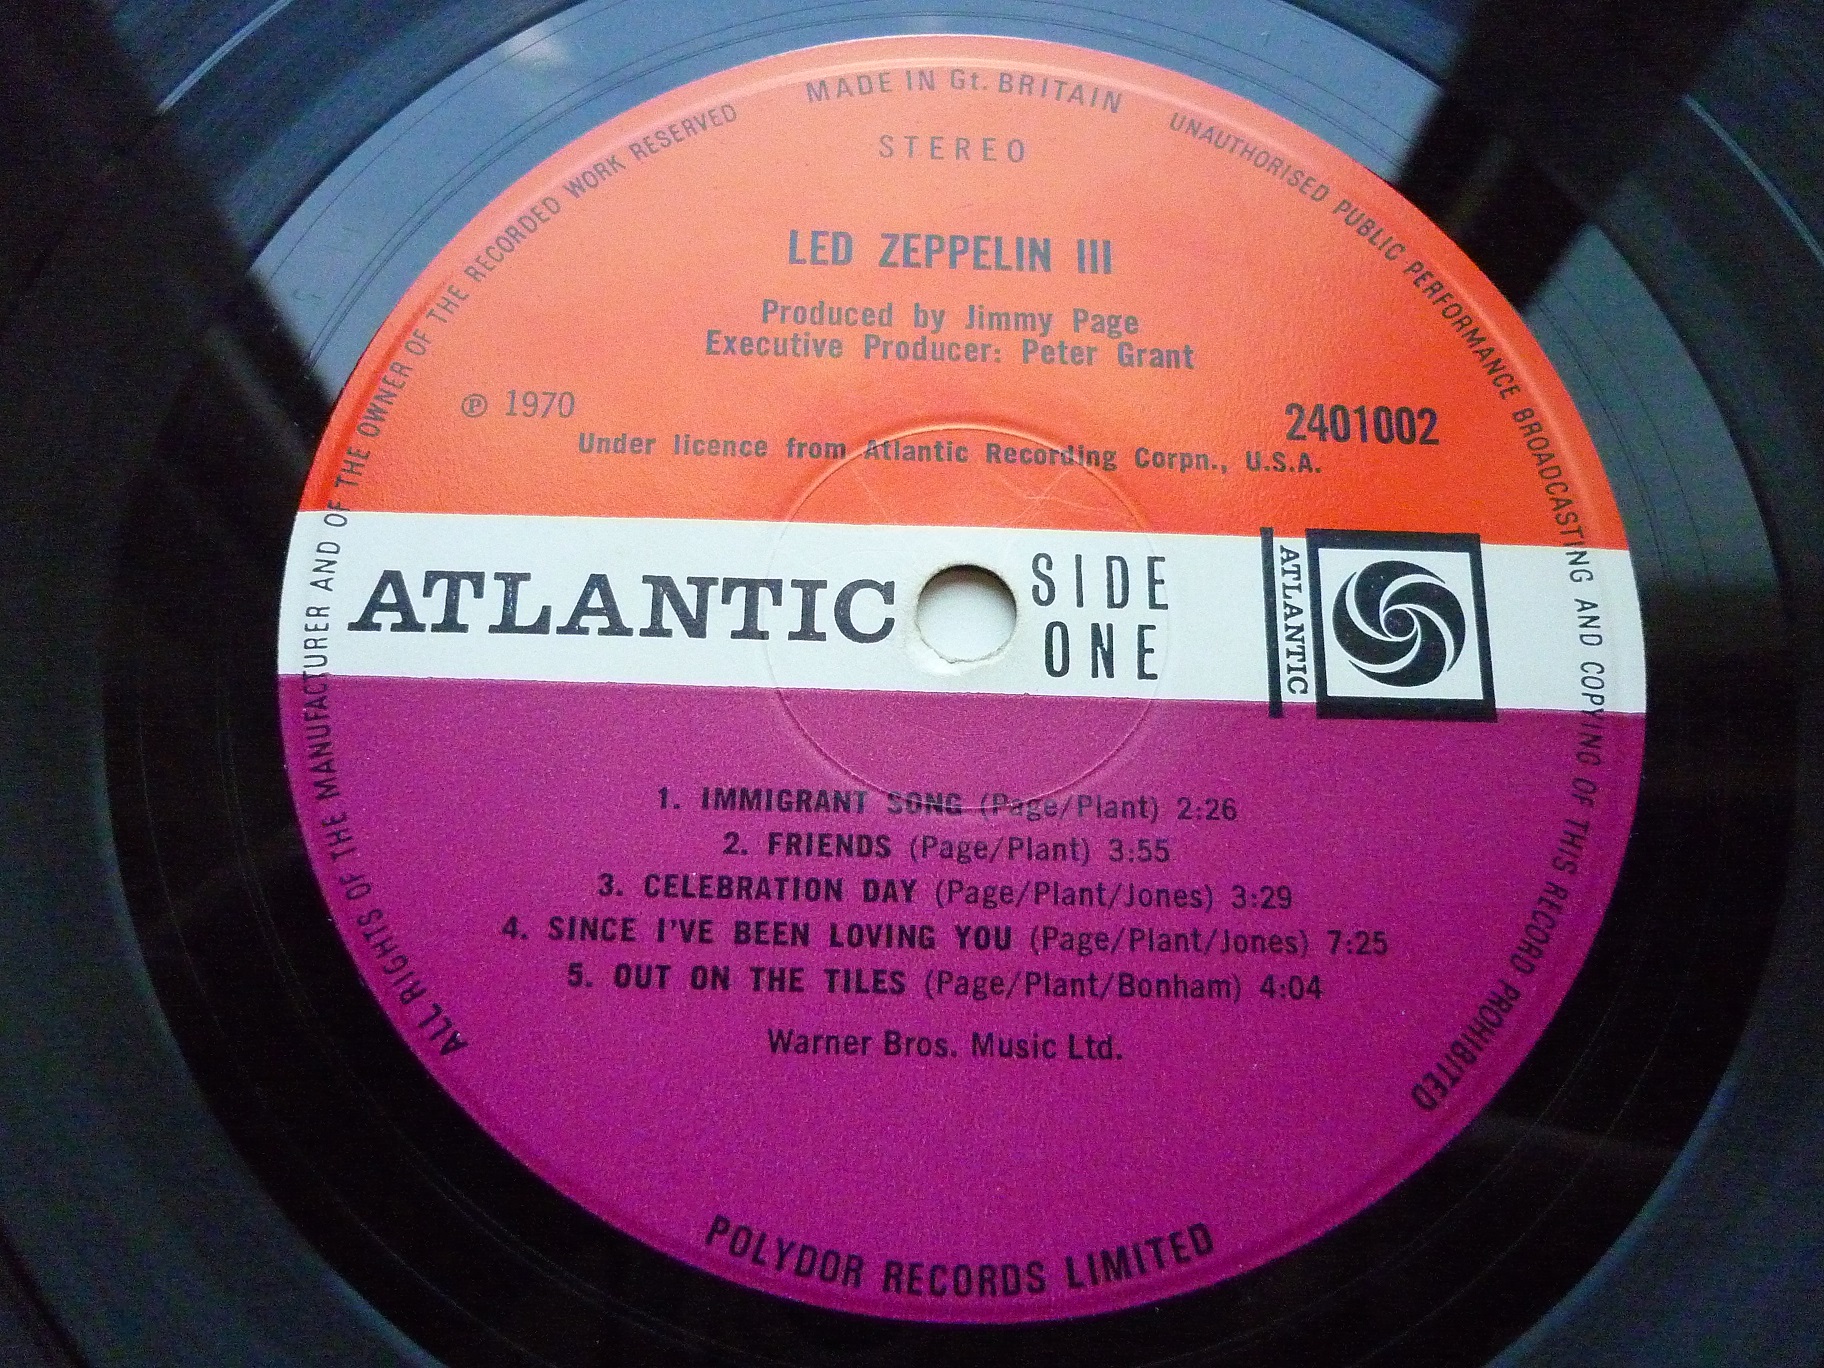 MADE IN Gt. BRITAIN
ALL RIGHTS OF THE MANUFACTURER AND OF THE OWNER OF THE RECORDED WORK RESERVED
UNAUTHORISED PUBLIC PERFORMANCE BROADCASTING AND COPYING OF THIS RECORD PROHIBITED
STEREO
LED ZEPPELIN III
Produced by Jimmy Page
Executive Producer: Peter Grant
℗ 1970
2401002
Under licence from Atlantic Recording Corpn., U.S.A.
ATLANTIC
SIDE
ONE
ATLANTIC
1. IMMIGRANT SONG (Page/Plant) 2:26
2. FRIENDS (Page/Plant) 3:55
3. CELEBRATION DAY (Page/Plant/Jones) 3:29
4. SINCE I'VE BEEN LOVING YOU (Page/Plant/Jones) 7:25
5. OUT ON THE TILES (Page/Plant/Bonham) 4:04
Warner Bros. Music Ltd.
POLYDOR RECORDS LIMITED